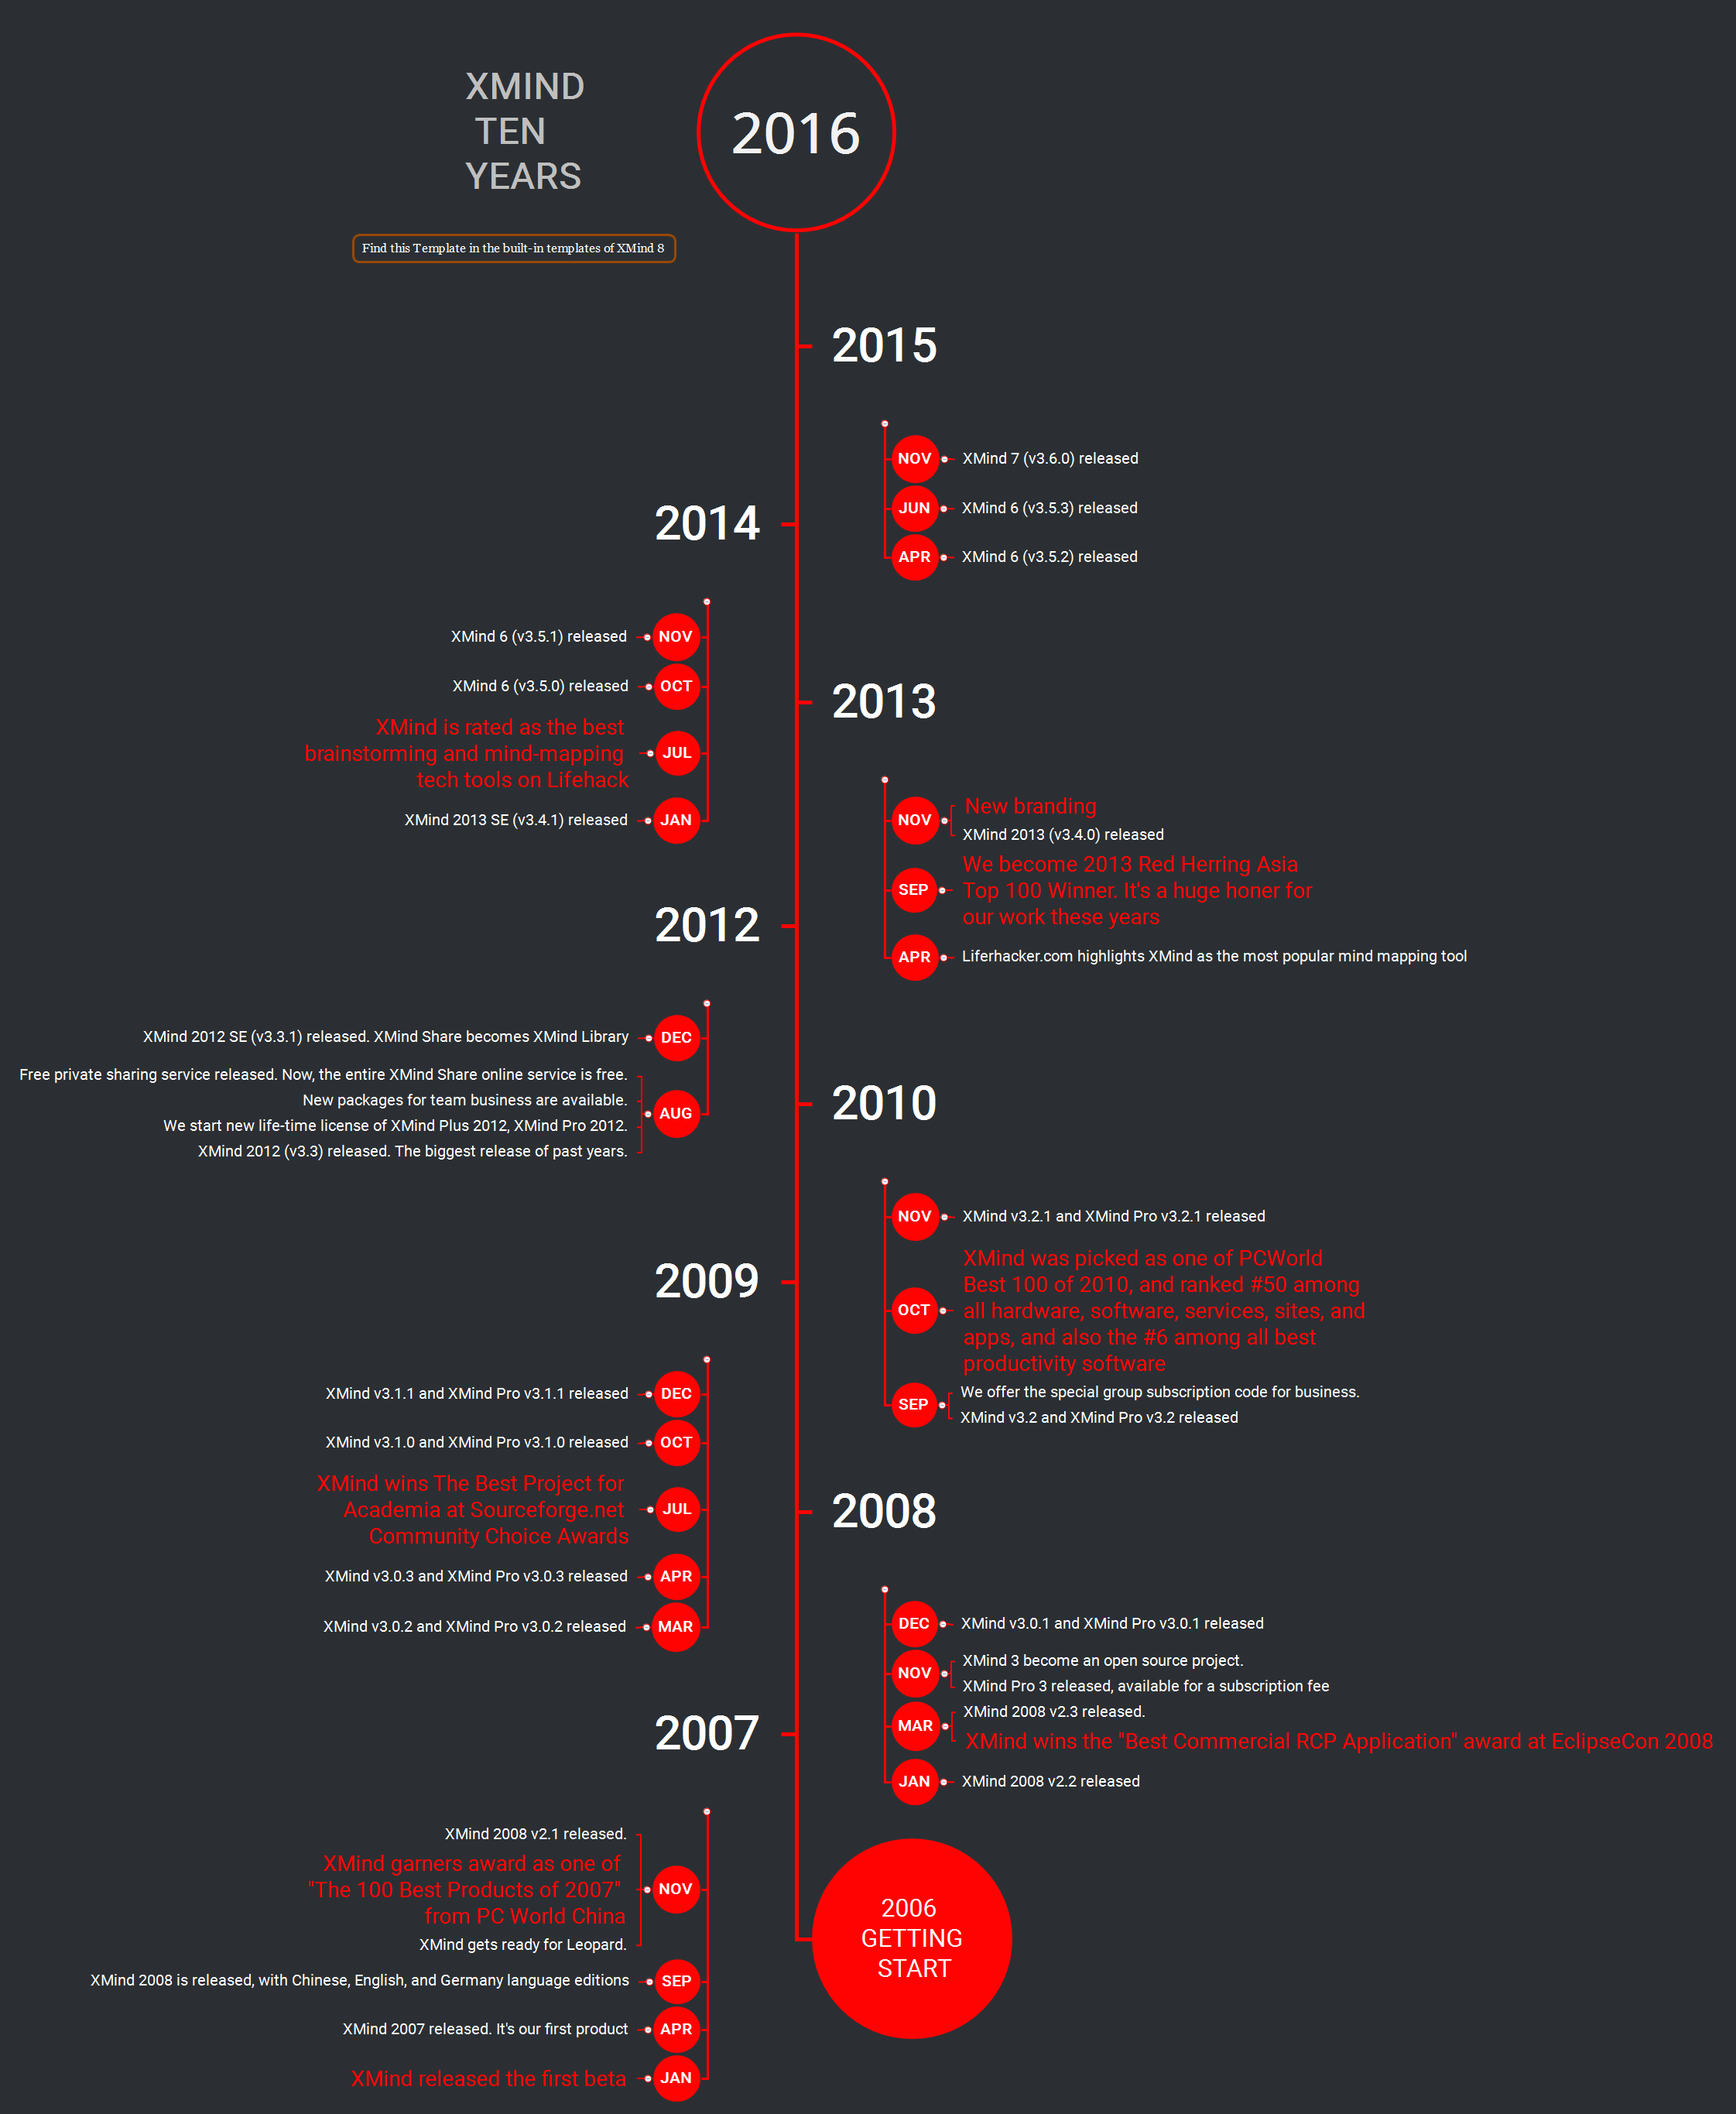 XMIND
TEN
YEARS
2016
Find this Template in the built-in templates of XMind 8
2015
NOV
XMind 7 (v3.6.0) released
JUN
XMind 6 (v3.5.3) released
APR
XMind 6 (v3.5.2) released
2014
XMind 6 (v3.5.1) released
NOV
XMind 6 (v3.5.0) released
OCT
XMind is rated as the best
brainstorming and mind-mapping
tech tools on Lifehack
JUL
XMind 2013 SE (v3.4.1) released
JAN
2013
NOV
New branding
XMind 2013 (v3.4.0) released
SEP
We become 2013 Red Herring Asia
Top 100 Winner. It's a huge honer for
our work these years
APR
Liferhacker.com highlights XMind as the most popular mind mapping tool
2012
XMind 2012 SE (v3.3.1) released. XMind Share becomes XMind Library
DEC
Free private sharing service released. Now, the entire XMind Share online service is free.
New packages for team business are available.
We start new life-time license of XMind Plus 2012, XMind Pro 2012.
XMind 2012 (v3.3) released. The biggest release of past years.
AUG
2010
NOV
XMind v3.2.1 and XMind Pro v3.2.1 released
OCT
XMind was picked as one of PCWorld
Best 100 of 2010, and ranked #50 among
all hardware, software, services, sites, and
apps, and also the #6 among all best
productivity software
SEP
We offer the special group subscription code for business.
XMind v3.2 and XMind Pro v3.2 released
2009
XMind v3.1.1 and XMind Pro v3.1.1 released
DEC
XMind v3.1.0 and XMind Pro v3.1.0 released
OCT
XMind wins The Best Project for
Academia at Sourceforge.net
Community Choice Awards
JUL
XMind v3.0.3 and XMind Pro v3.0.3 released
APR
XMind v3.0.2 and XMind Pro v3.0.2 released
MAR
2008
DEC
XMind v3.0.1 and XMind Pro v3.0.1 released
NOV
XMind 3 become an open source project.
XMind Pro 3 released, available for a subscription fee
MAR
XMind 2008 v2.3 released.
XMind wins the "Best Commercial RCP Application" award at EclipseCon 2008
JAN
XMind 2008 v2.2 released
2007
XMind 2008 v2.1 released.
XMind garners award as one of
"The 100 Best Products of 2007"
from PC World China
XMind gets ready for Leopard.
NOV
XMind 2008 is released, with Chinese, English, and Germany language editions
SEP
XMind 2007 released. It's our first product
APR
XMind released the first beta
JAN
2006
GETTING
START